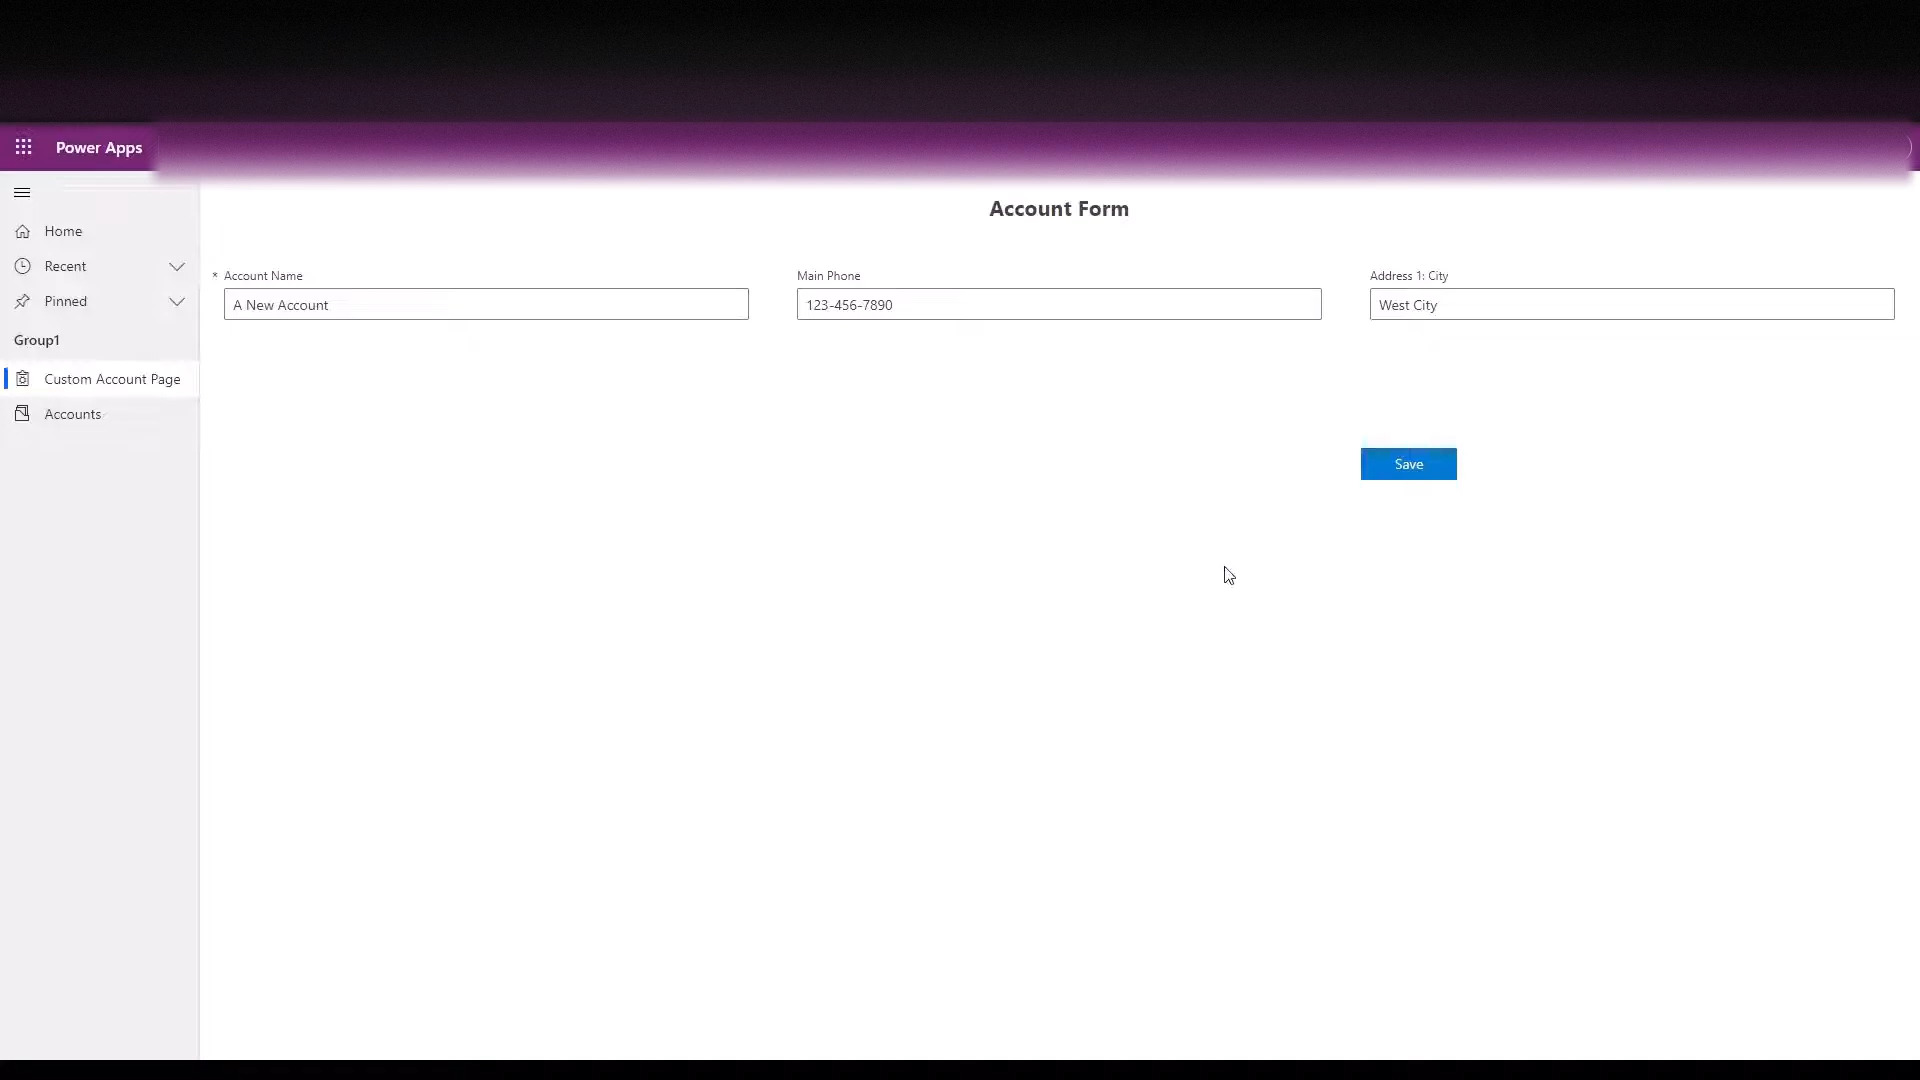 Power Apps
Home
Recent
Pinned
Group1
Custom Account Page
Accounts
Account Form
* Account Name
A New Account
Main Phone
123-456-7890
Address 1: City
West City
Save